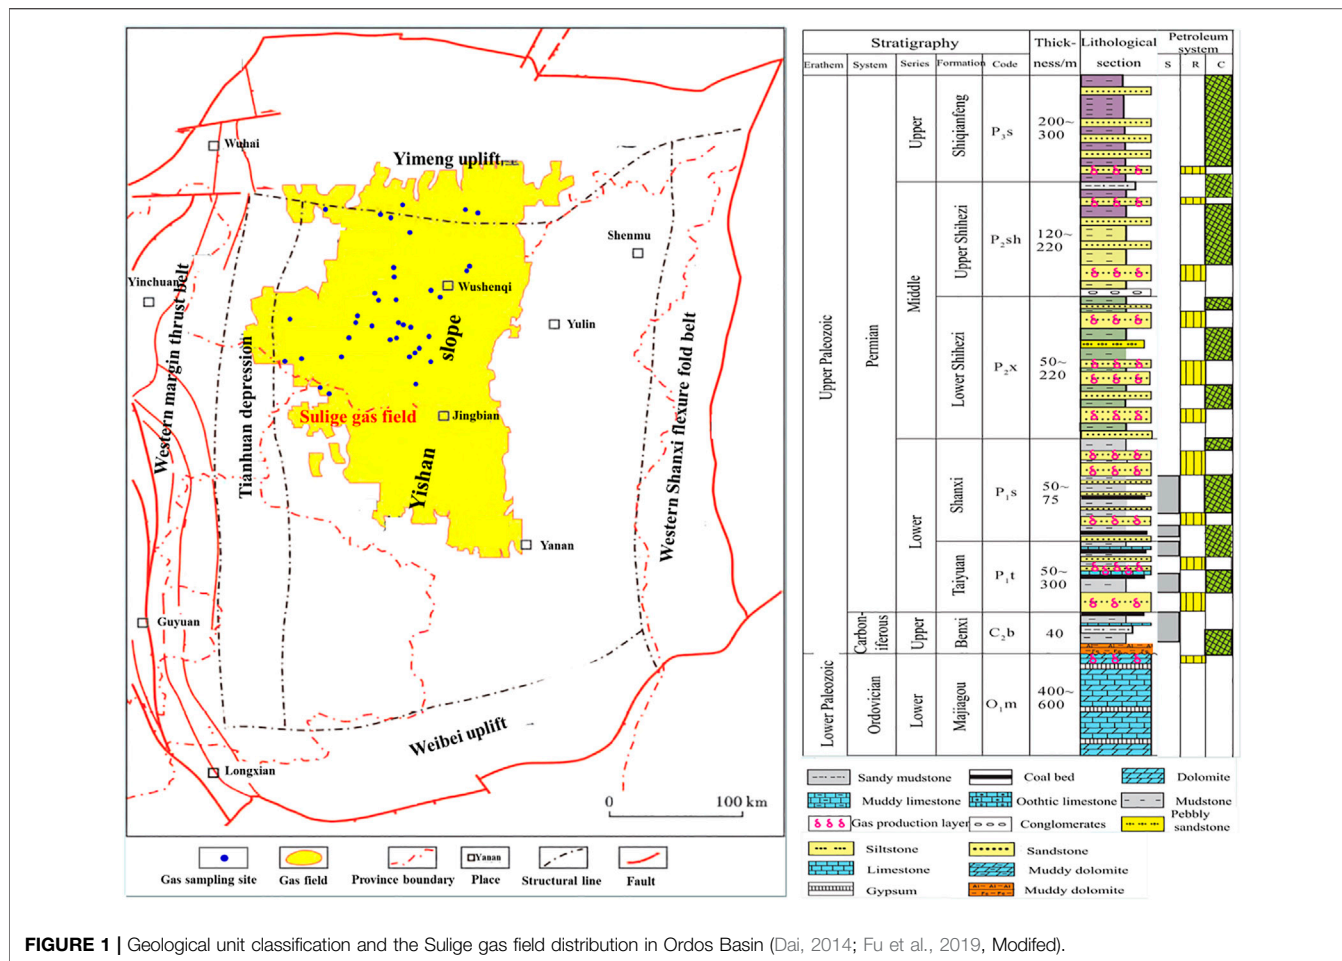 Wuhai
Yimeng uplift
Shenmu
Yinchuan
Wushenqi
Yulin
slope
Western margin thrust belt
Tianhuan depression
Sulige gas field
Jingbian
Western Shanxi flexure fold belt
Yishan
Yanan
Guyuan
Weibei uplift
Longxian
0 100 km
Yanan
Gas sampling site Gas field Province boundary Place Structural line Fault
Stratigraphy Thick- Lithological Petroleum
ness/m section system
Erathem System Series Formation Code S R C
Upper Paleozoic
Permian
Upper Shiqianfeng P3s 200~
300
Middle
Upper Shihezi P2sh 120~
220
Lower Shihezi P2x 50~
220
Lower
Shanxi P1s 50~
75
Taiyuan P1t 50~
300
Carbon-
iferous Upper Benxi C2b 40
Lower Paleozoic Ordovician Lower Majiagou O1m 400~
600
Sandy mudstone Coal bed Dolomite
Muddy limestone Oothtic limestone Mudstone
Gas production layer Conglomerates Pebbly
sandstone
Siltstone Sandstone
Limestone Muddy dolomite
Gypsum Al Al Al Muddy dolomite
Fe Fe
FIGURE 1 | Geological unit classification and the Sulige gas field distribution in Ordos Basin (Dai, 2014; Fu et al., 2019, Modifed).